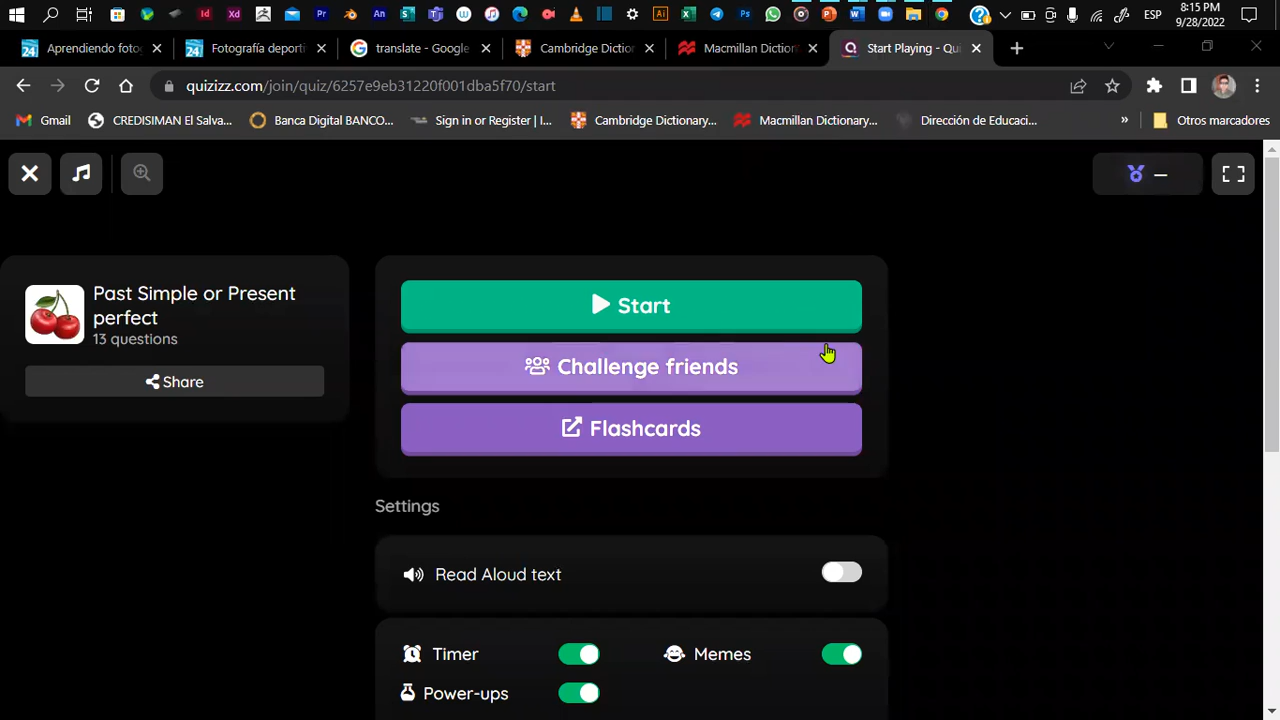 8:15 PM
ESP
9/28/2022
Aprendiendo foto
Fotografía deporti
translate - Google
Cambridge Diction
Macmillan Diction
Start Playing - Qui
quizizz.com/join/quiz/6257e9eb31220f001dba5f70/start
Gmail
CREDISIMAN El Salva...
Banca Digital BANCO...
Sign in or Register | I...
Cambridge Dictionary...
Macmillan Dictionary...
Dirección de Educaci...
»
Otros marcadores
Past Simple or Present
perfect
13 questions
Share
Start
Challenge friends
Flashcards
Settings
Read Aloud text
Timer
Memes
Power-ups